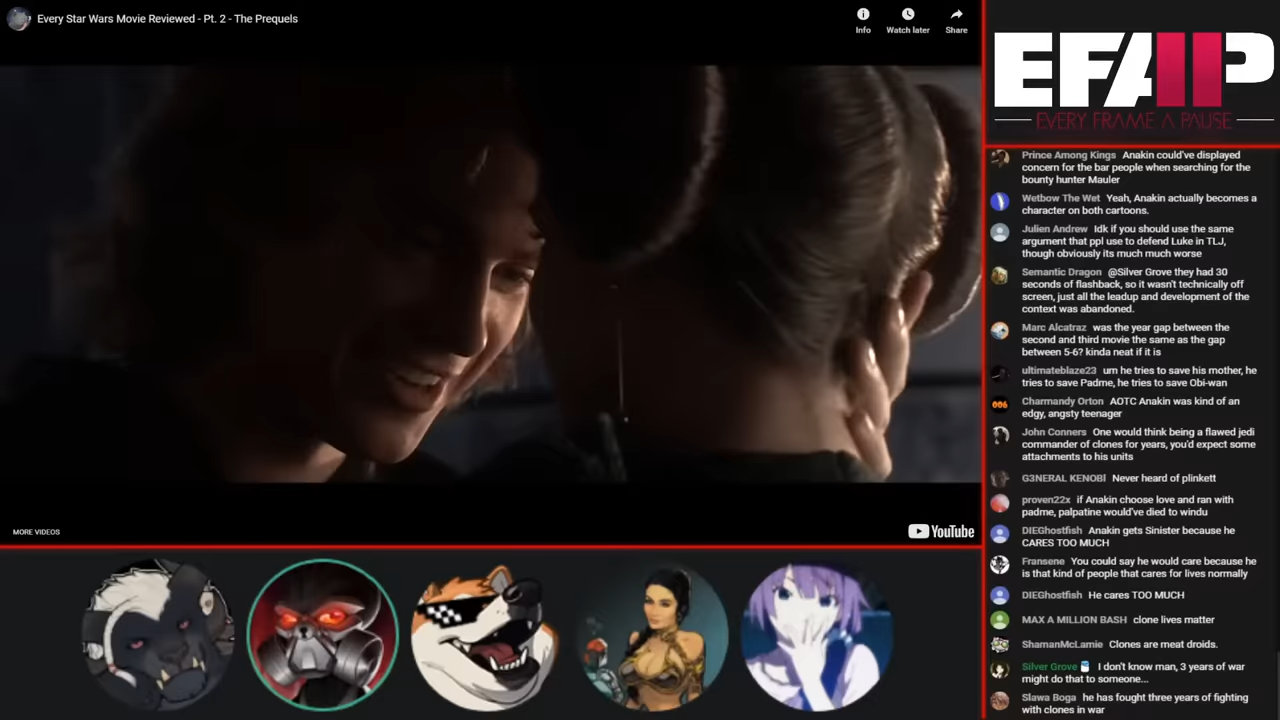 Every Star Wars Movie Reviewed - Pt. 2 - The Prequels
Info
Watch later
Share
MORE VIDEOS
YouTube
EFAP
EVERY FRAME A PAUSE
Prince Among Kings Anakin could've displayed
concern for the bar people when searching for the
bounty hunter Mauler
Wetbow The Wet Yeah, Anakin actually becomes a
character on both cartoons.
Julien Andrew Idk if you should use the same
argument that ppl use to defend Luke in TLJ,
though obviously its much much worse
Semantic Dragon @Silver Grove they had 30
seconds of flashback, so it wasn't technically off
screen, just all the leadup and development of the
context was abandoned.
Marc Alcatraz was the year gap between the
second and third movie the same as the gap
between 5-6? kinda neat if it is
ultimateblaze23 um he tries to save his mother, he
tries to save Padme, he tries to save Obi-wan
006
Charmandy Orton AOTC Anakin was kind of an
edgy, angsty teenager
John Conners One would think being a flawed jedi
commander of clones for years, you'd expect some
attachments to his units
G3NERAL KENOBI Never heard of plinkett
proven22x if Anakin choose love and ran with
padme, palpatine would've died to windu
DIEGhostfish Anakin gets Sinister because he
CARES TOO MUCH
Fransene You could say he would care because he
is that kind of people that cares for lives normally
DIEGhostfish He cares TOO MUCH
MAX A MILLION BASH clone lives matter
ShamanMcLamie Clones are meat droids.
Silver Grove I don't know man, 3 years of war
might do that to someone...
Slawa Boga he has fought three years of fighting
with clones in war